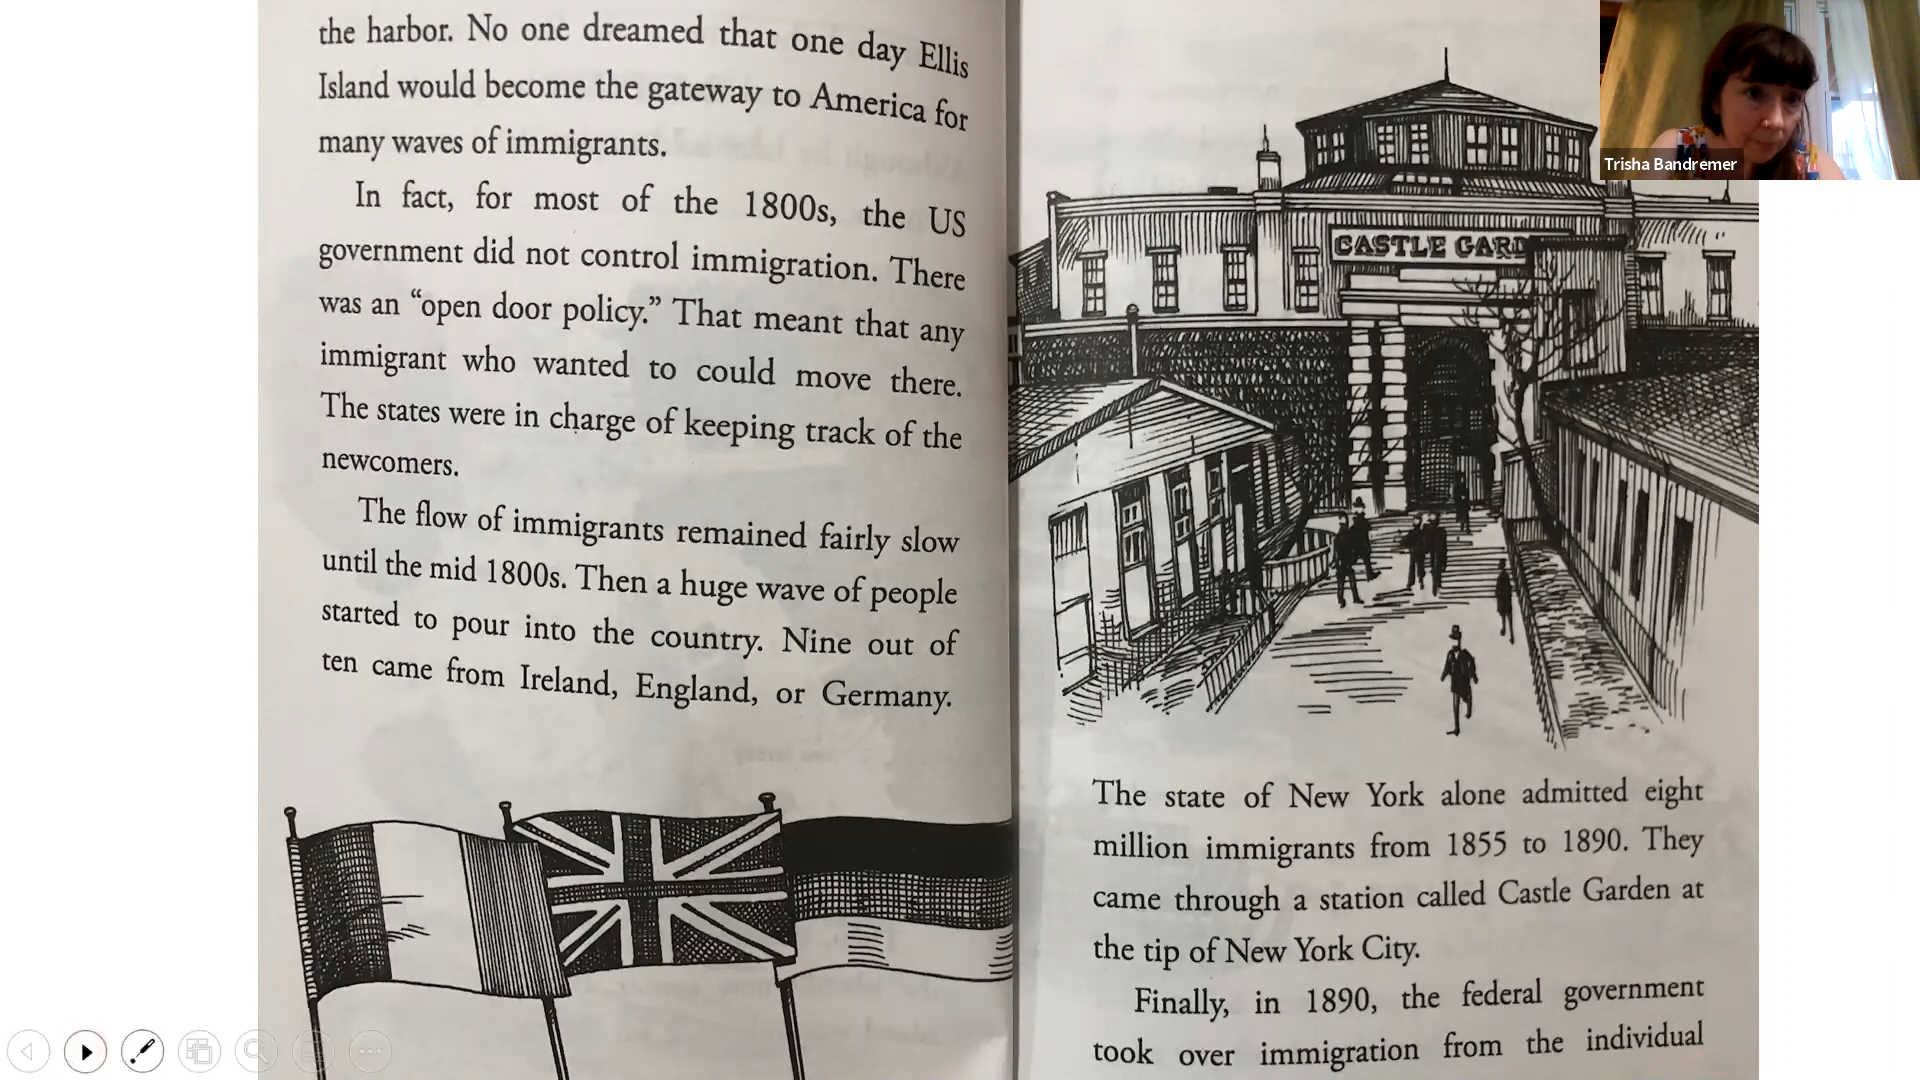 the harbor. No one dreamed that one day Ellis
Island would become the gateway to America for
many waves of immigrants.
In fact, for most of the 1800s, the US
government did not control immigration. There
was an “open door policy.” That meant that any
immigrant who wanted to could move there.
The states were in charge of keeping track of the
newcomers.
The flow of immigrants remained fairly slow
until the mid 1800s. Then a huge wave of people
started to pour into the country. Nine out of
ten came from Ireland, England, or Germany.
CASTLE GARD
The state of New York alone admitted eight
million immigrants from 1855 to 1890. They
came through a station called Castle Garden at
the tip of New York City.
Finally, in 1890, the federal government
took over immigration from the individual
Trisha Bandremer